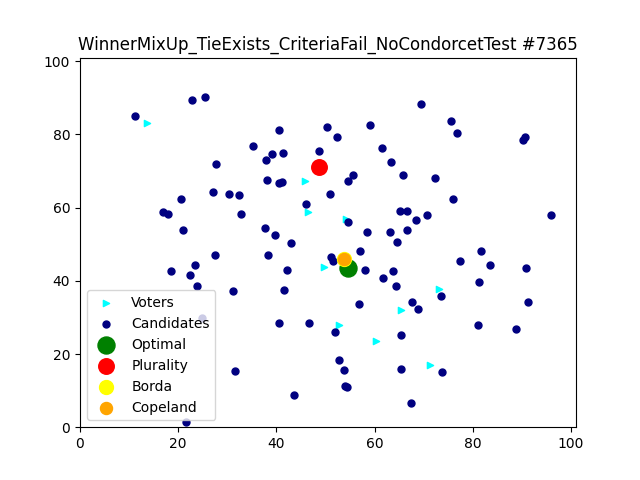 WinnerMixUp_TieExists_CriteriaFail_NoCondorcetTest #7365
100
80
60
40
20
0
Voters
Candidates
Optimal
Plurality
Borda
Copeland
0 20 40 60 80 100